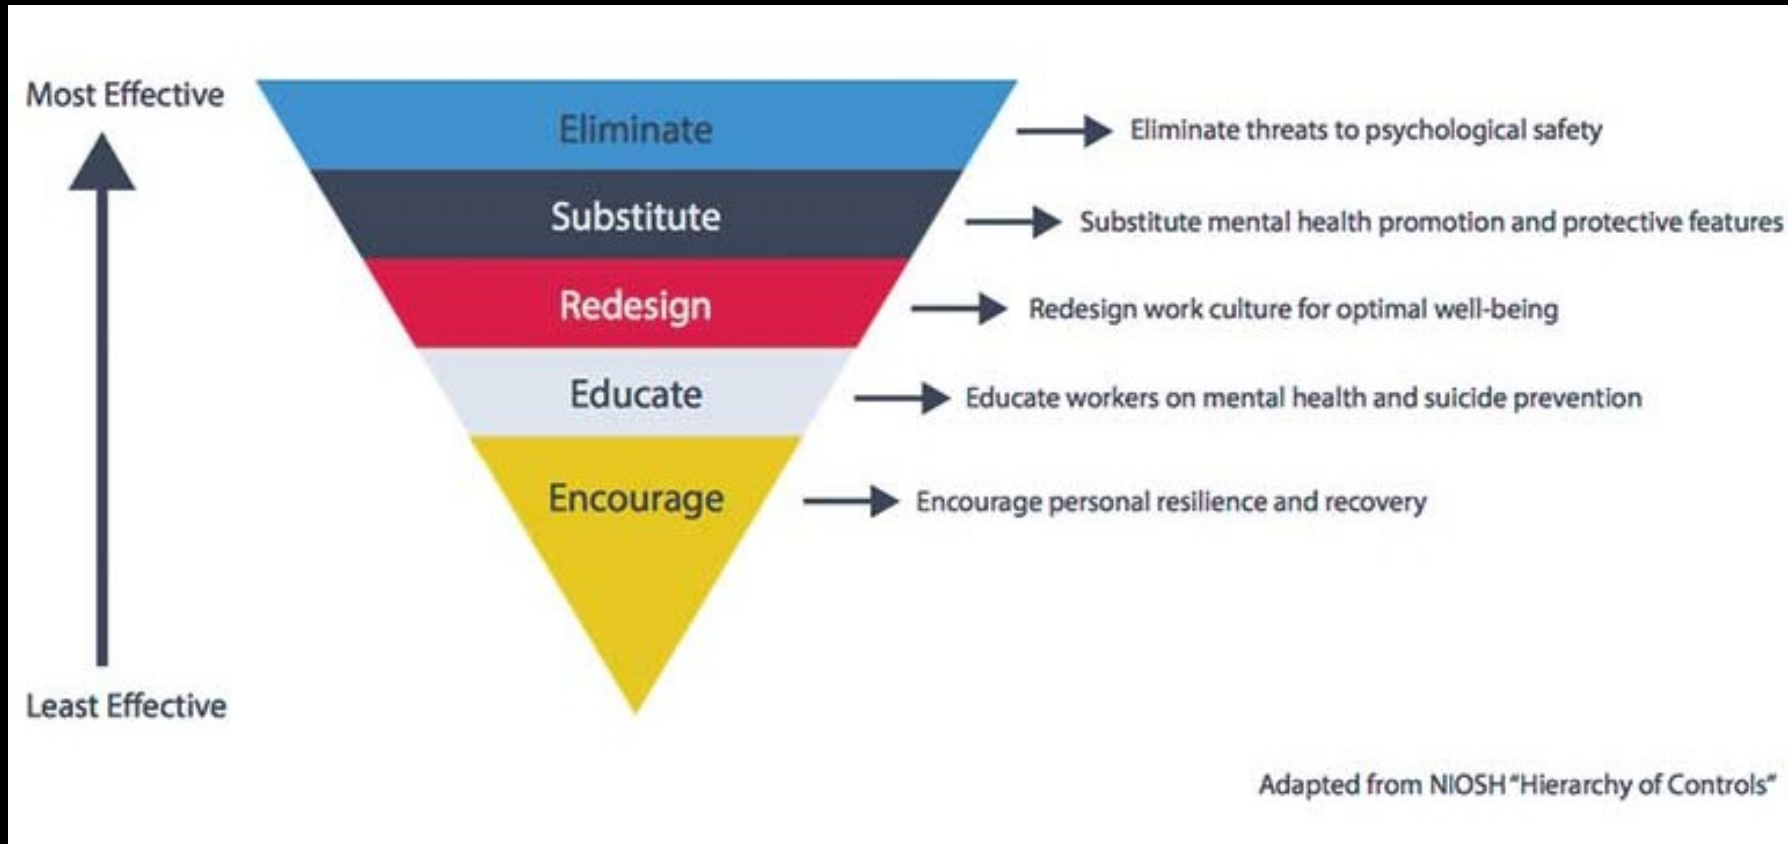 Most Effective
Eliminate
Eliminate threats to psychological safety
Substitute
Substitute mental health promotion and protective features
Redesign
Redesign work culture for optimal well-being
Educate
Educate workers on mental health and suicide prevention
Encourage
Encourage personal resilience and recovery
Least Effective
Adapted from NIOSH “Hierarchy of Controls”